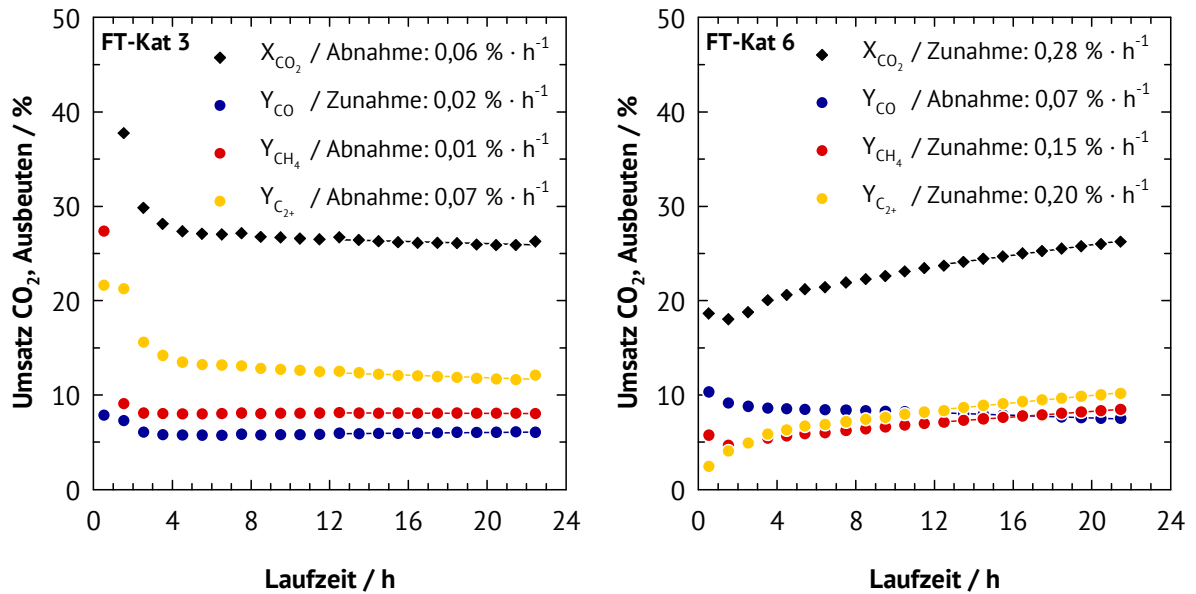 FT-Kat 3
X_CO₂ / Abnahme: 0,06 % · h⁻¹
Y_CO / Zunahme: 0,02 % · h⁻¹
Y_CH₄ / Abnahme: 0,01 % · h⁻¹
Y_C₂₊ / Abnahme: 0,07 % · h⁻¹
Umsatz CO₂, Ausbeuten / %
50
40
30
20
10
0
0 4 8 12 16 20 24
Laufzeit / h
FT-Kat 6
X_CO₂ / Zunahme: 0,28 % · h⁻¹
Y_CO / Abnahme: 0,07 % · h⁻¹
Y_CH₄ / Zunahme: 0,15 % · h⁻¹
Y_C₂₊ / Zunahme: 0,20 % · h⁻¹
Umsatz CO₂, Ausbeuten / %
50
40
30
20
10
0
0 4 8 12 16 20 24
Laufzeit / h